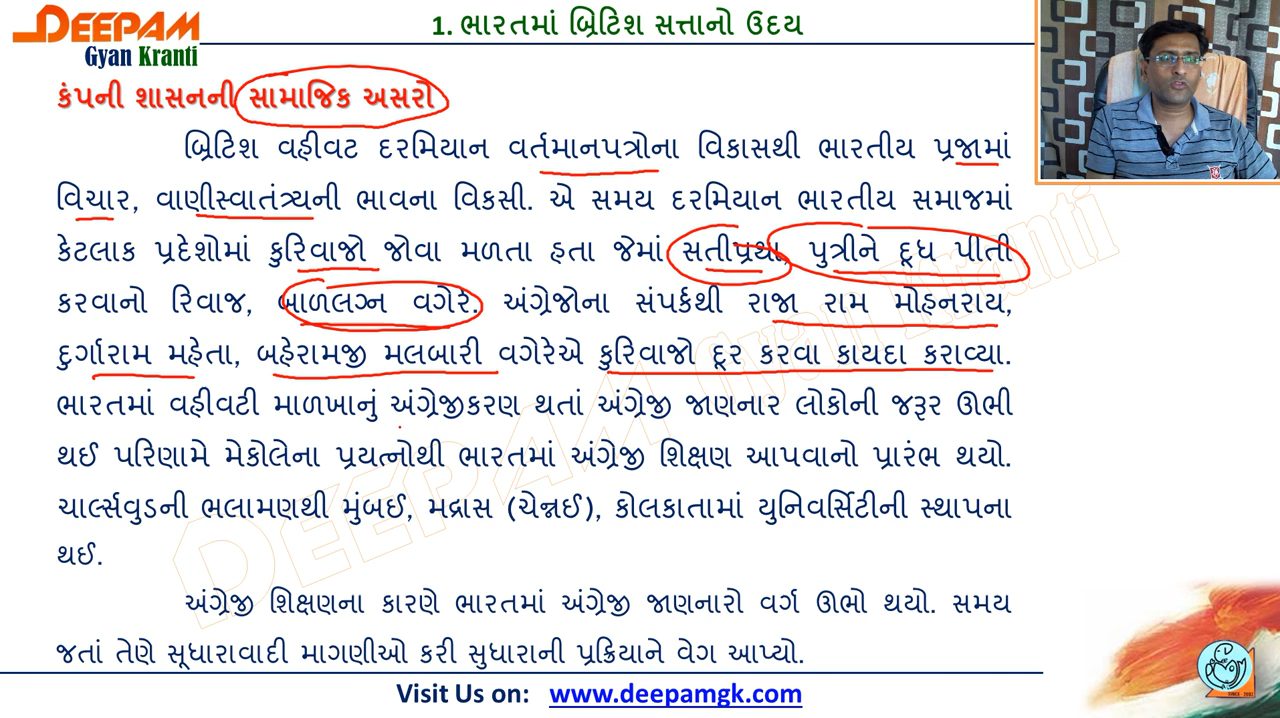 DEEPAM
Gyan Kranti
1. ભારતમાં બ્રિટિશ સત્તાનો ઉદય
કંપની શાસનની સામાજિક અસરો
બ્રિટિશ વહીવટ દરમિયાન વર્તમાનપત્રોના વિકાસથી ભારતીય પ્રજામાં
વિચાર, વાણીસ્વાતંત્ર્યની ભાવના વિકસી. એ સમય દરમિયાન ભારતીય સમાજમાં
કેટલાક પ્રદેશોમાં કુરિવાજો જોવા મળતા હતા જેમાં સતીપ્રથા, પુત્રીને દૂધ પીતી
કરવાનો રિવાજ, બાળલગ્ન વગેરે. અંગ્રેજોના સંપર્કથી રાજા રામ મોહનરાય,
દુર્ગારામ મહેતા, બહેરામજી મલબારી વગેરેએ કુરિવાજો દૂર કરવા કાયદા કરાવ્યા.
ભારતમાં વહીવટી માળખાનું અંગ્રેજીકરણ થતાં અંગ્રેજી જાણનાર લોકોની જરૂર ઊભી
થઈ પરિણામે મેકોલેના પ્રયત્નોથી ભારતમાં અંગ્રેજી શિક્ષણ આપવાનો પ્રારંભ થયો.
ચાર્લ્સવુડની ભલામણથી મુંબઈ, મદ્રાસ (ચેન્નઈ), કોલકાતામાં યુનિવર્સિટીની સ્થાપના
થઈ.
અંગ્રેજી શિક્ષણના કારણે ભારતમાં અંગ્રેજી જાણનારો વર્ગ ઊભો થયો. સમય
જતાં તેણે સૂધારાવાદી માગણીઓ કરી સુધારાની પ્રક્રિયાને વેગ આપ્યો.
DEEPAM Gyan Kranti
Visit Us on: www.deepamgk.com